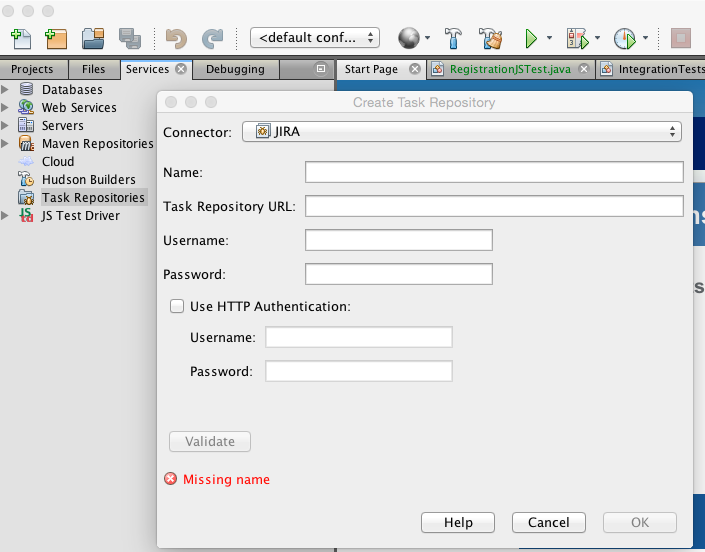 <default conf...
Projects Files Services Debugging Start Page RegistrationJSTest.java IntegrationTests
Databases
Web Services
Servers
Maven Repositories
Cloud
Hudson Builders
Task Repositories
JS Test Driver
Create Task Repository
Connector: JIRA
Name:
Task Repository URL:
Username:
Password:
Use HTTP Authentication:
Username:
Password:
Validate
Missing name
Help Cancel OK